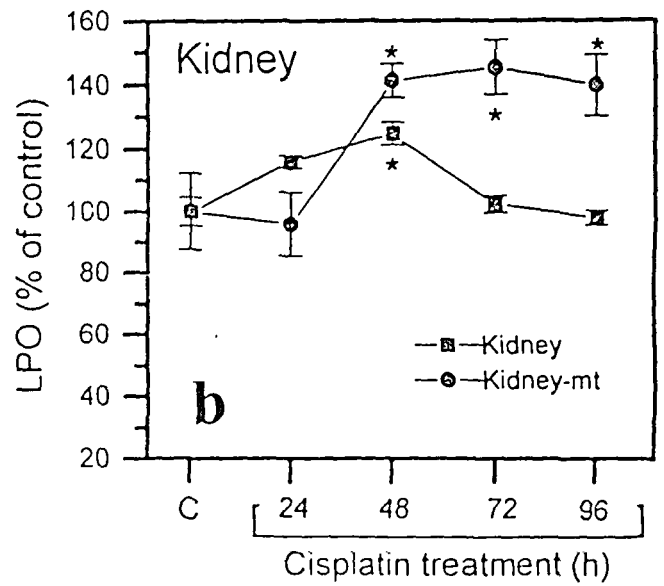 160
140
120
100
80
60
40
20
LPO (% of control)
Kidney
* * *
* 
Kidney
Kidney-mt
b
C 24 48 72 96
Cisplatin treatment (h)